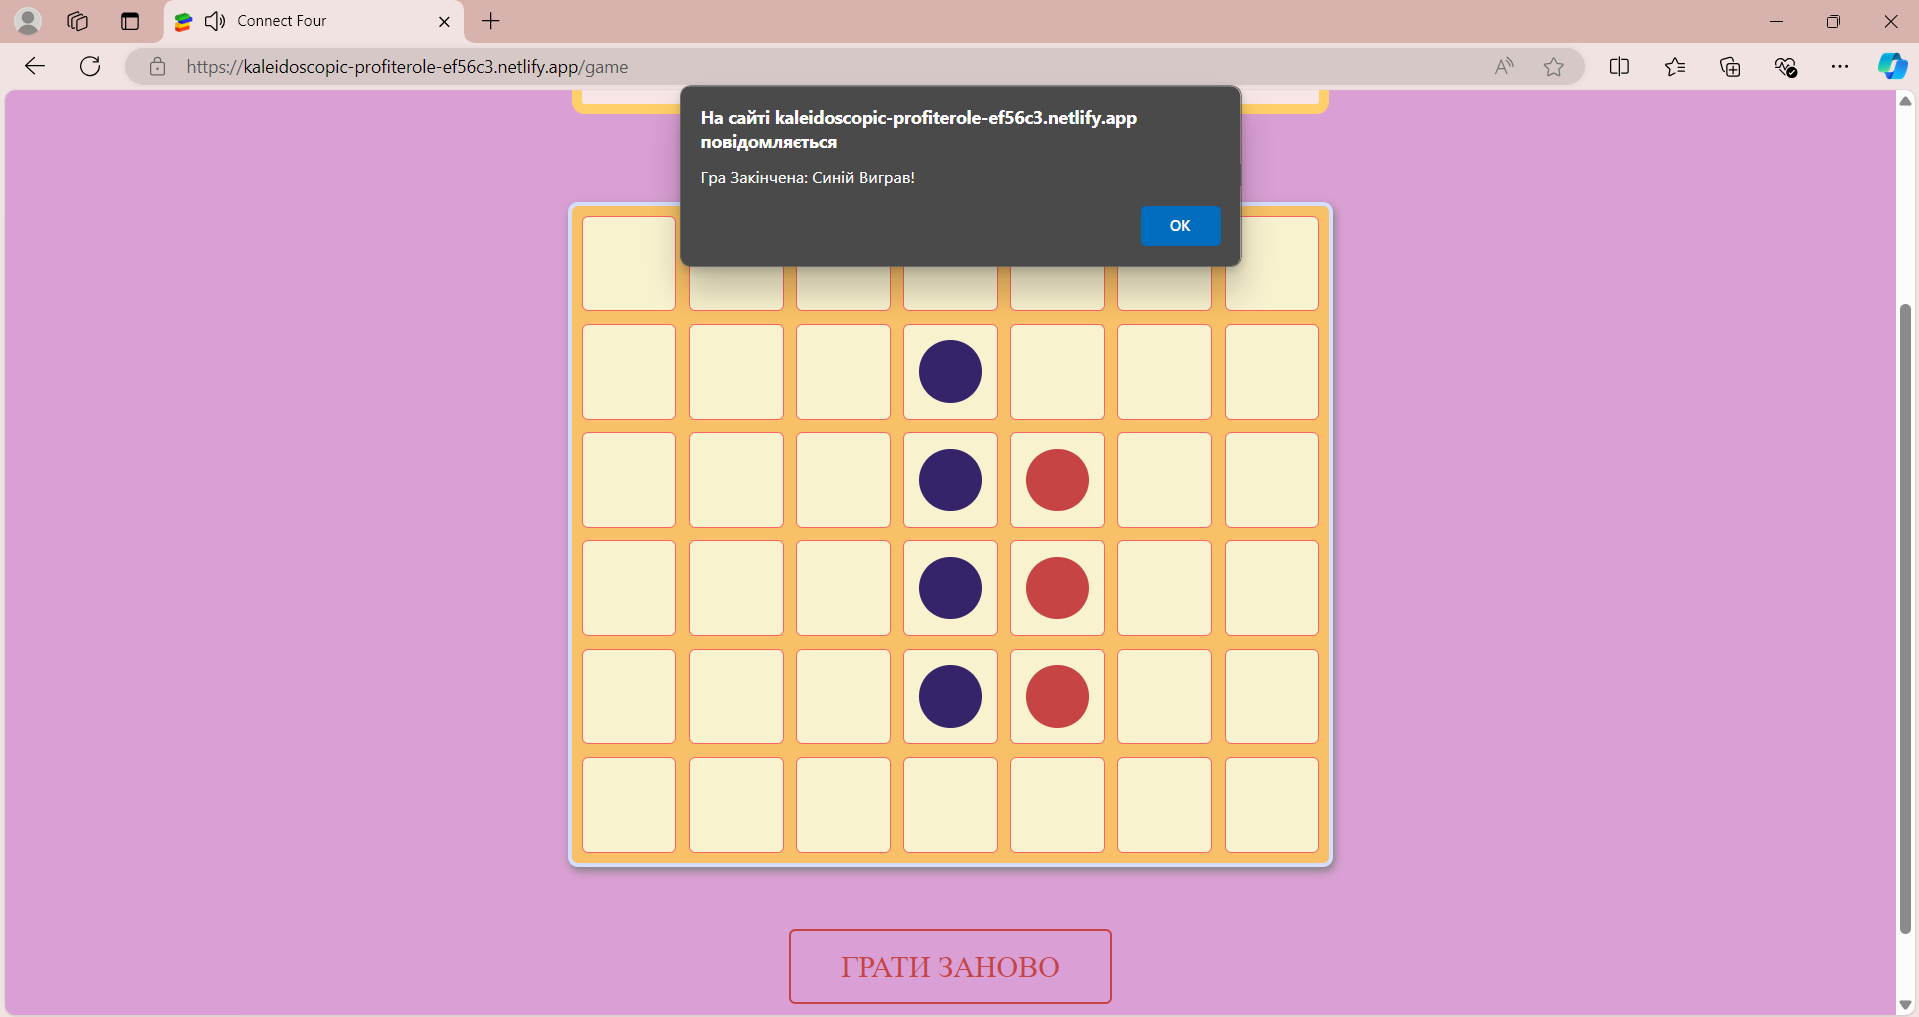 Connect Four
https://kaleidoscopic-profiterole-ef56c3.netlify.app/game
На сайті kaleidoscopic-profiterole-ef56c3.netlify.app
повідомляється
Гра Закінчена: Синій Виграв!
ОК
ГРАТИ ЗАНОВО